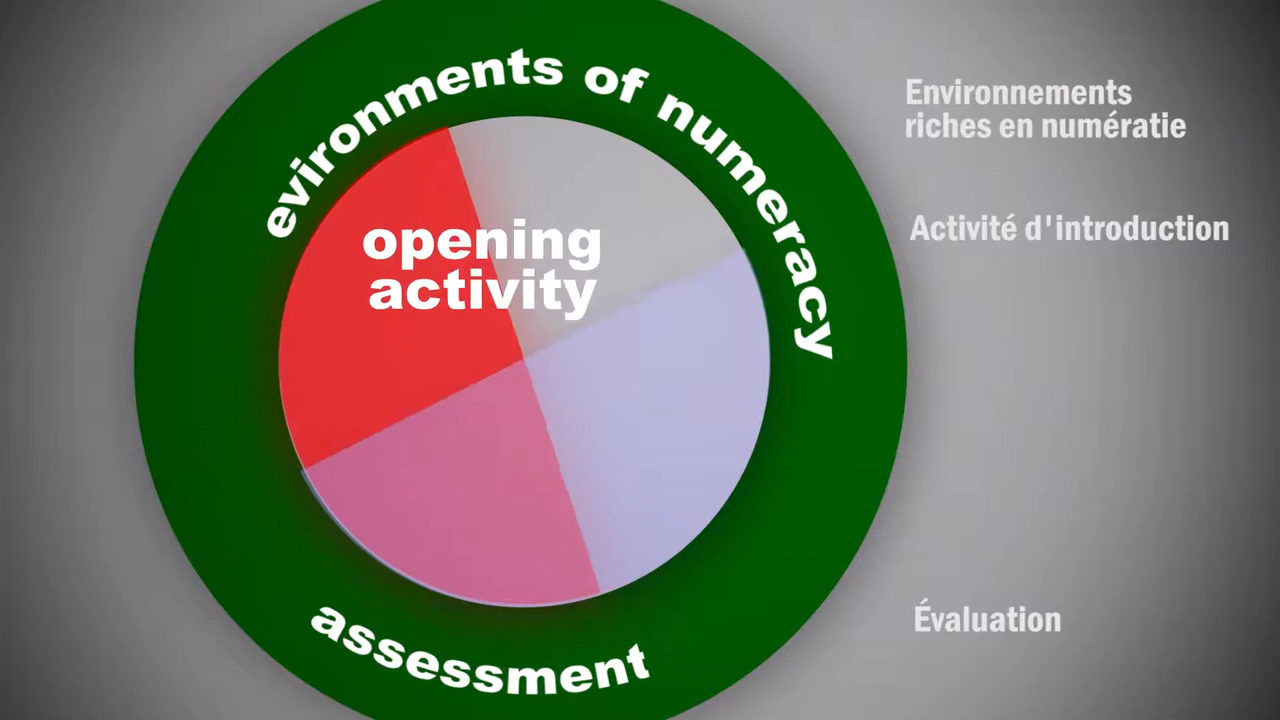 evironments of numeracy
opening
activity
assessment
Environnements
riches en numératie
Activité d'introduction
Évaluation